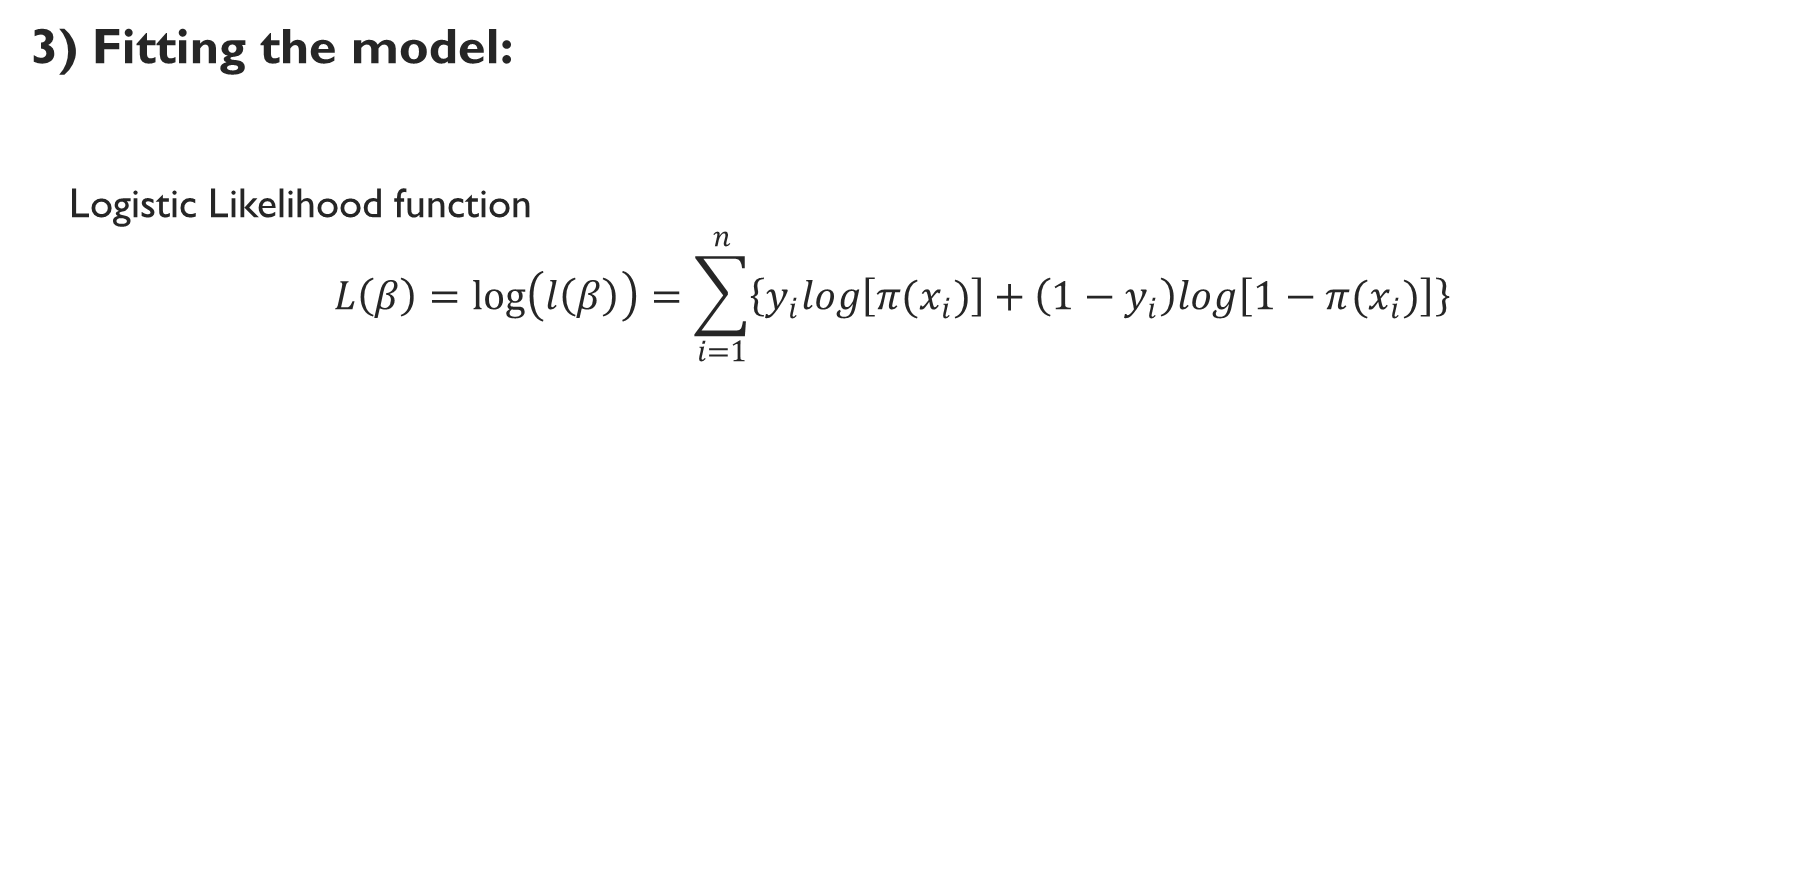 3) Fitting the model:
Logistic Likelihood function
L(β) = log(l(β)) = ∑_{i=1}^{n} {y_i log[π(x_i)] + (1 − y_i)log[1 − π(x_i)]}